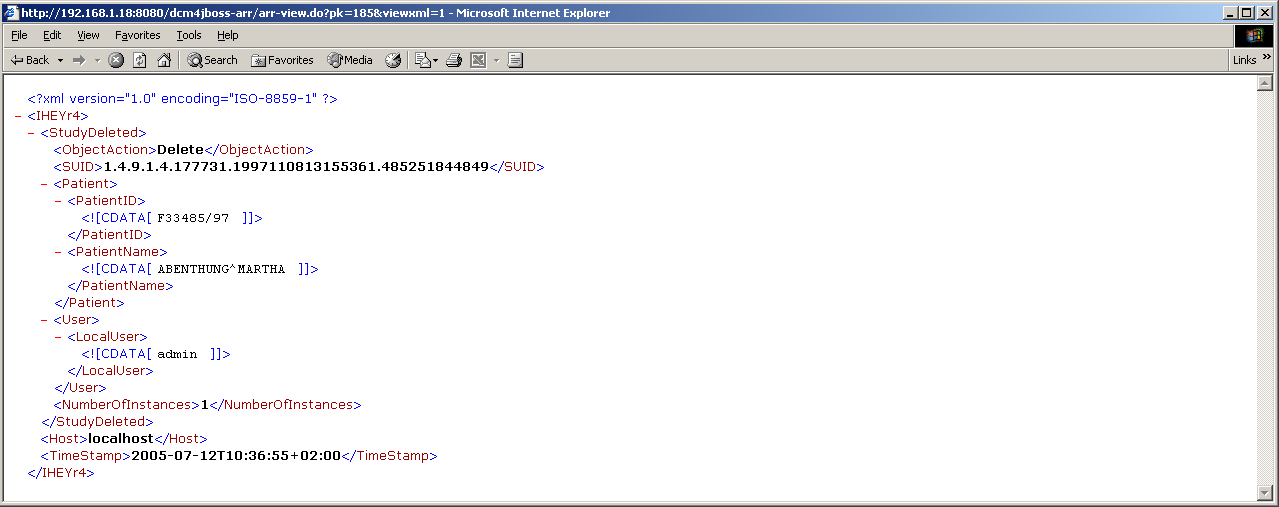 http://192.168.1.18:8080/dcm4jboss-arr/arr-view.do?pk=185&viewxml=1 - Microsoft Internet Explorer
File Edit View Favorites Tools Help
Back Search Favorites Media Links »
<?xml version="1.0" encoding="ISO-8859-1" ?>
- <IHEYr4>
- <StudyDeleted>
<ObjectAction>Delete</ObjectAction>
<SUID>1.4.9.1.4.177731.1997110813155361.485251844849</SUID>
- <Patient>
- <PatientID>
<![CDATA[ F33485/97 ]]>
</PatientID>
- <PatientName>
<![CDATA[ ABENTHUNG^MARTHA ]]>
</PatientName>
</Patient>
- <User>
- <LocalUser>
<![CDATA[ admin ]]>
</LocalUser>
</User>
<NumberOfInstances>1</NumberOfInstances>
</StudyDeleted>
<Host>localhost</Host>
<TimeStamp>2005-07-12T10:36:55+02:00</TimeStamp>
</IHEYr4>